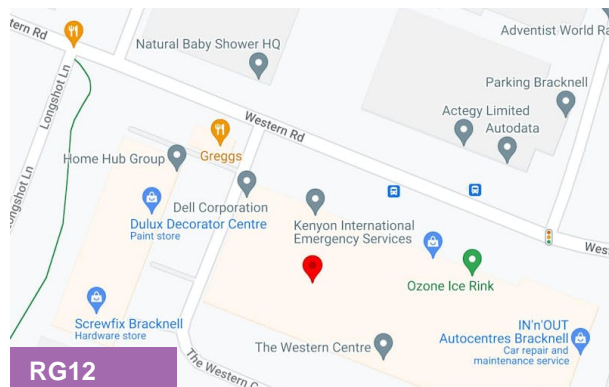 tern Rd
Natural Baby Shower HQ
Adventist World Ra
Longshot Ln
Western Rd
Parking Bracknell
Actegy Limited
Autodata
Greggs
Home Hub Group
ongshot Ln
Dell Corporation
Dulux Decorator Centre
Paint store
Kenyon International
Emergency Services
West
Ozone Ice Rink
Screwfix Bracknell
Hardware store
The Western Centre
IN'n'OUT
Autocentres Bracknell
Car repair and
maintenance service
The Western C
RG12